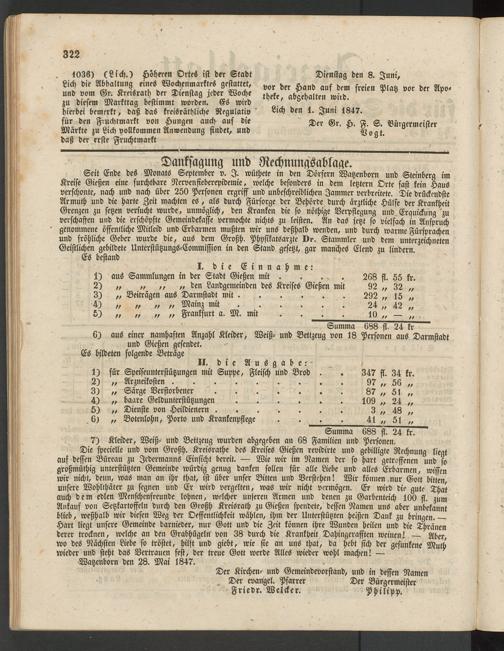 322
1036) (Lich.) Höheren Ortes ist der Stadt
Lich die Abhaltung eines Wochenmarktes gestattet,
und vom Gr. Kreisrath der Dienstag jeder Woche
zu diesem Markttag bestimmt worden. Es wird
hierbei bemerkt, daß das kreisräthliche Regulativ
für den Fruchtmarkt von Hungen auch auf die
Märkte zu Lich vollkommen Anwendung findet, und
daß der erste Fruchtmarkt
Dienstag den 8. Juni,
vor der Hand auf dem freien Platz vor der Apo-
theke, abgehalten wird.
Lich den 1. Juni 1847.
Der Gr. H. F. S. Bürgermeister
Vogt.
Danksagung und Rechnungsablage.
Seit Ende des Monats September v. J. wüthete in den Dörfern Watzenborn und Steinberg im
Kreise Gießen eine furchtbare Nervenfieberepidemie, welche besonders in dem letztern Orte fast kein Haus
verschonte, nach und nach über 250 Personen ergriff und unbeschreiblichen Jammer verbreitete. Die drückendste
Armuth und die harte Zeit machten es, als durch Fürsorge der Behörde durch ärztliche Hülfe der Krankheit
Grenzen zu setzen versucht wurde, unmöglich, den Kranken die so nöthige Verpflegung und Erquickung zu
verschaffen und die erschöpfte Gemeindekasse vermochte nichts zu leisten. An das jetzt so vielfach in Anspruch
genommene öffentliche Mitleid und Erbarmen mußten wir uns deßhalb wenden, und durch warme Fürsprachen
und fröhliche Geber wurde die, aus dem Großh. Physikatsarzte Dr. Stammler und dem unterzeichneten
Geistlichen gebildete Unterstützungs-Commission in den Stand gesetzt, gar manches Elend zu lindern.
Es bestand
I. die Einnahme:
1) aus Sammlungen in der Stadt Gießen mit . . . . 268 fl. 55 kr.
2) „ „ „ den Landgemeinden des Kreises Gießen mit 92 „ 32 „
3) „ Beiträgen aus Darmstadt mit . . . . . . 292 „ 15 „
4) „ „ „ Mainz mit . . . . . . 24 „ 42 „
5) „ „ „ Frankfurt a. M. mit . . . . . 10 „ — „
Summa 688 fl. 24 kr
6) aus einer namhaften Anzahl Kleider, Weiß- und Bettzeug von 18 Personen aus Darmstadt
und Gießen gesendet.
Es bildeten folgende Beträge
II. die Ausgabe:
1) für Speiseunterstützungen mit Suppe, Fleisch und Brod . . 347 fl. 34 kr.
2) „ Arzneikosten . . . . . . . . 97 „ 56 „
3) „ Särge Verstorbener . . . . . . . 87 „ 51 „
4) „ baare Geldunterstützungen . . . . . . 109 „ 24 „
5) „ Dienste von Heildienern . . . . . . 3 „ 48 „
6) „ Botenlohn, Porto und Krankenpflege . . . . 41 „ 51 „
Summa 688 fl. 24 kr.
7) Kleider, Weiß- und Bettzeug wurden abgegeben an 68 Familien und Personen.
Die specielle und vom Großh. Kreisrathe des Kreises Gießen revidirte und gebilligte Rechnung liegt
auf dessen Büreau zu Jedermanns Einsicht bereit. — Wie wir im Namen der so hart getroffenen und so
großmüthig unterstützten Gemeinde würdig genug danken sollen für alle Liebe und alles Erbarmen, wissen
wir nicht, denn, was man an ihr that, ist über unser Bitten und Verstehen! Wir können nur Gott bitten,
unsere Wohlthäter zu segnen und Er wird vergelten, was wir nicht vermögen. Er wird die gute That
auch dem edlen Menschenfreunde lohnen, welcher unseren Armen und denen zu Garbenteich 100 fl. zum
Ankauf von Setzkartoffeln durch den Großh. Kreisrath zu Gießen spendete, dessen Namen uns aber unbekannt
blieb, weßhalb wir diesen Weg der Oeffentlichkeit wählen, ihm der Unterstützten heißen Dank zu bringen. —
Hart liegt unsere Gemeinde darnieder, nur Gott und die Zeit können ihre Wunden heilen und die Thränen
derer trocknen, welche an den Grabhügeln von 38 durch die Krankheit Dahingerafften weinen! — Aber,
wo das Nächsten Liebe so tröstet, hilft und giebt, wie sie an uns es that, da hebt sich der gesunkene Muth
wieder und steht das Vertrauen fest, der treue Gott werde Alles wieder wohl machen! —
Watzenborn den 28. Mai 1847.
Der Kirchen- und Gemeindevorstand, und in dessen Namen
Der evangel. Pfarrer Der Bürgermeister
Friedr. Welcker. Philipp.